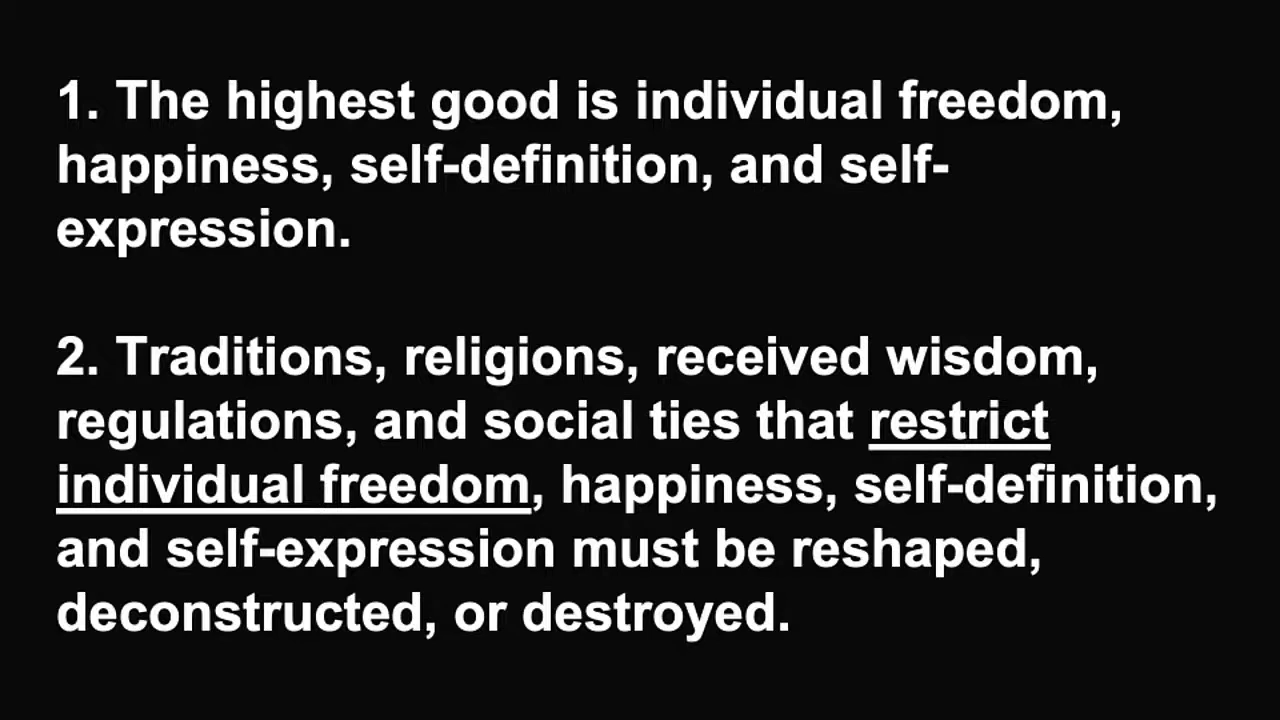 1. The highest good is individual freedom,
happiness, self-definition, and self-
expression.
2. Traditions, religions, received wisdom,
regulations, and social ties that restrict
individual freedom, happiness, self-definition,
and self-expression must be reshaped,
deconstructed, or destroyed.